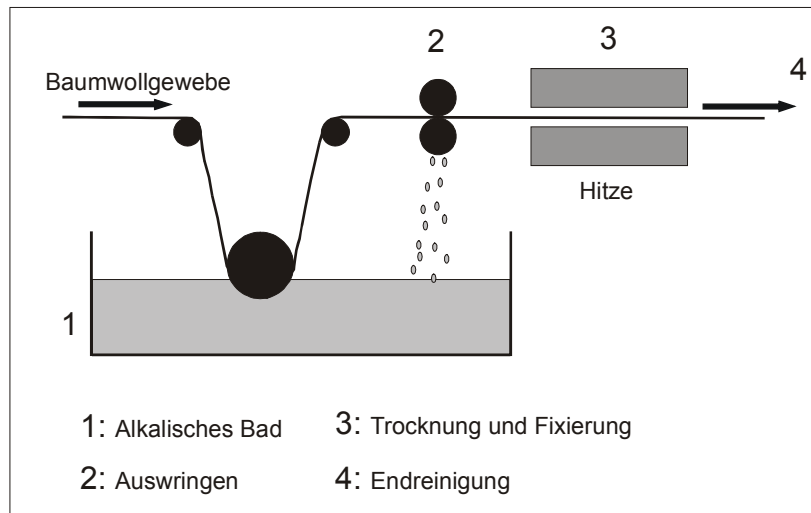 2
3
4
Baumwollgewebe
Hitze
1
1: Alkalisches Bad
3: Trocknung und Fixierung
2: Auswringen
4: Endreinigung